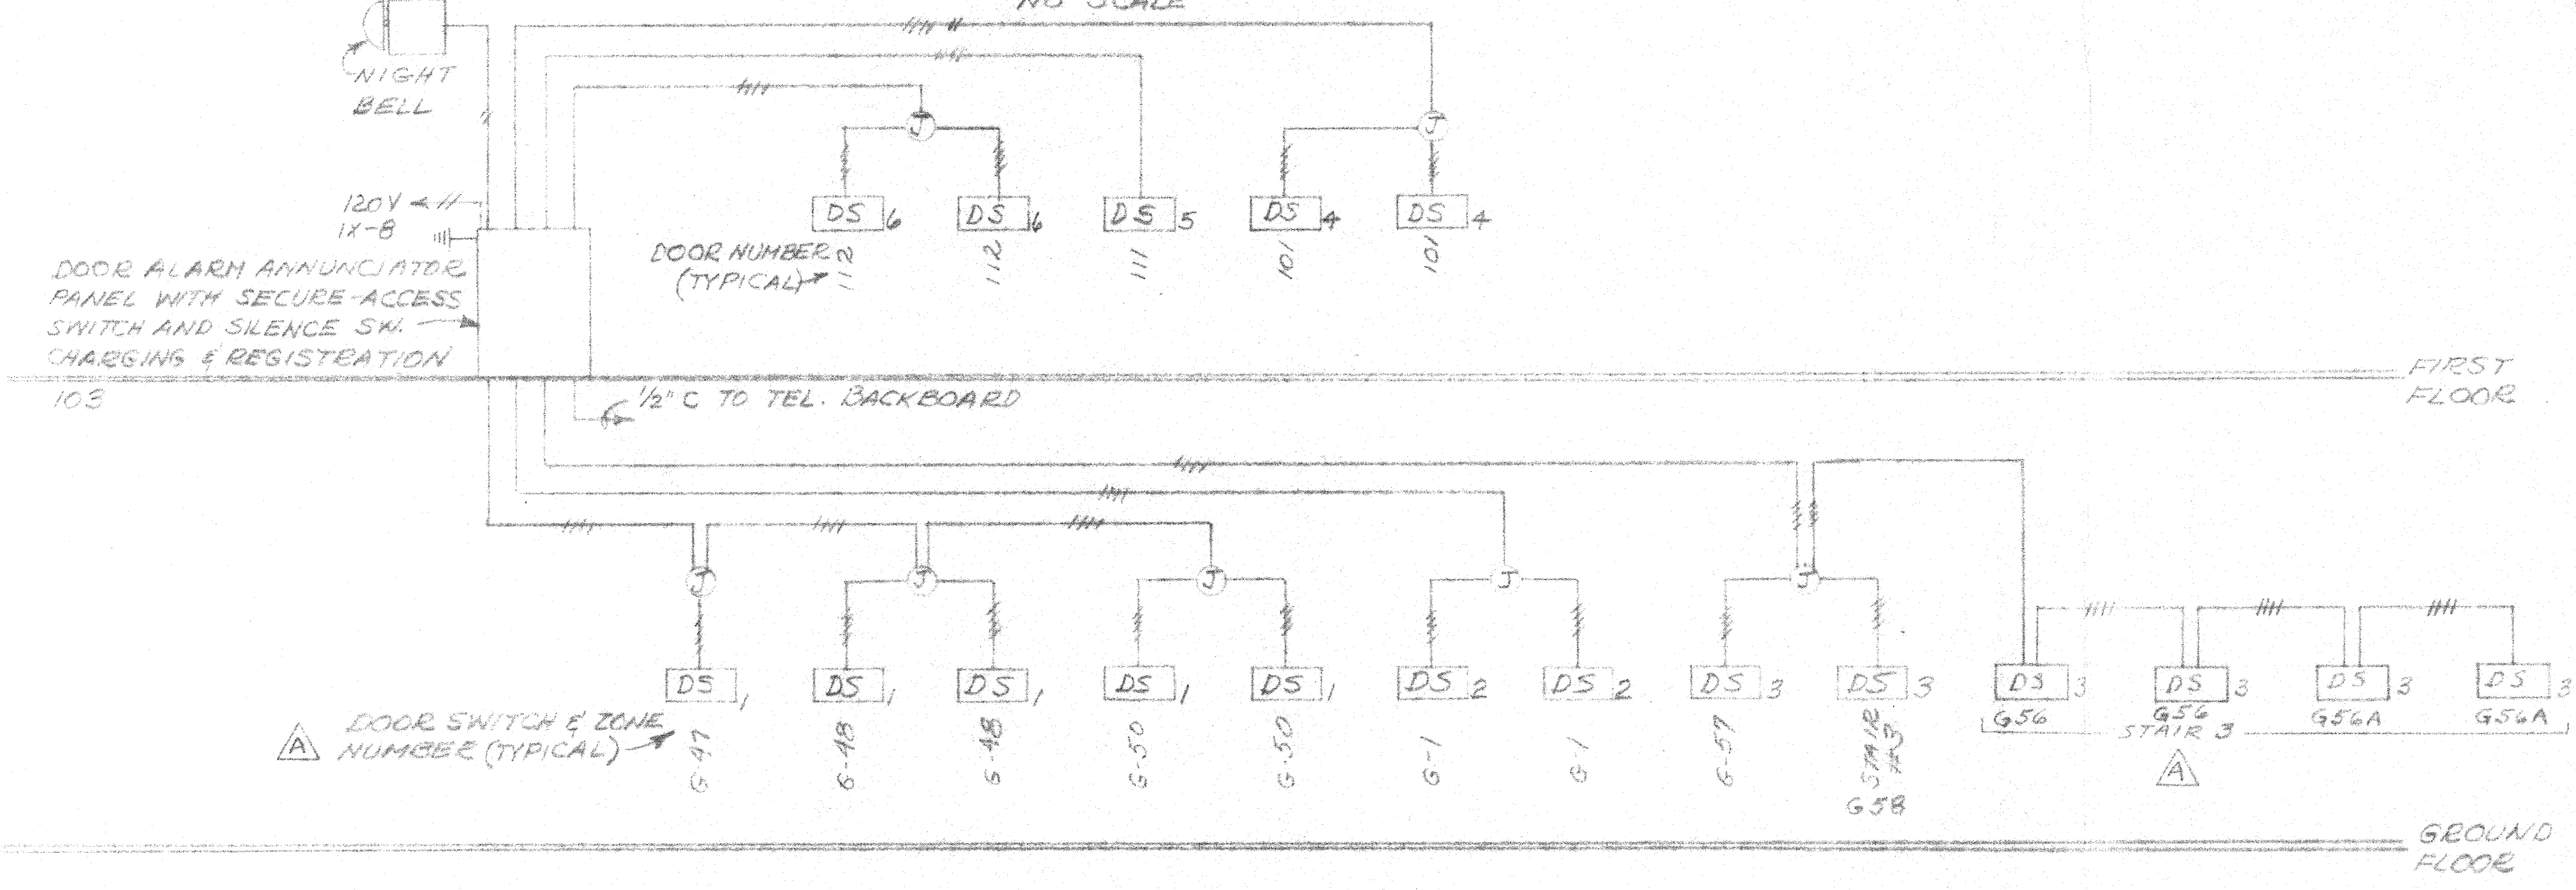 NO SCALE
NIGHT
BELL
120V
1X-8
J
J
DS 6
DS 6
DS 5
DS 4
DS 4
DOOR NUMBER
(TYPICAL)
112
112
111
101
101
DOOR ALARM ANNUNCIATOR
PANEL WITH SECURE-ACCESS
SWITCH AND SILENCE SW.
CHARGING & REGISTRATION
103
FIRST
FLOOR
1/2" C TO TEL. BACKBOARD
J
J
J
J
J
DS 1
DS 1
DS 1
DS 1
DS 1
DS 2
DS 2
DS 3
DS 3
DS 3
DS 3
DS 3
DS 3
A
DOOR SWITCH & ZONE
NUMBER (TYPICAL)
G-47
G-48
G-48
G-50
G-50
G-1
G-1
G-57
STAIR
#3
G58
G56
G56
G56A
G56A
STAIR 3
A
GROUND
FLOOR